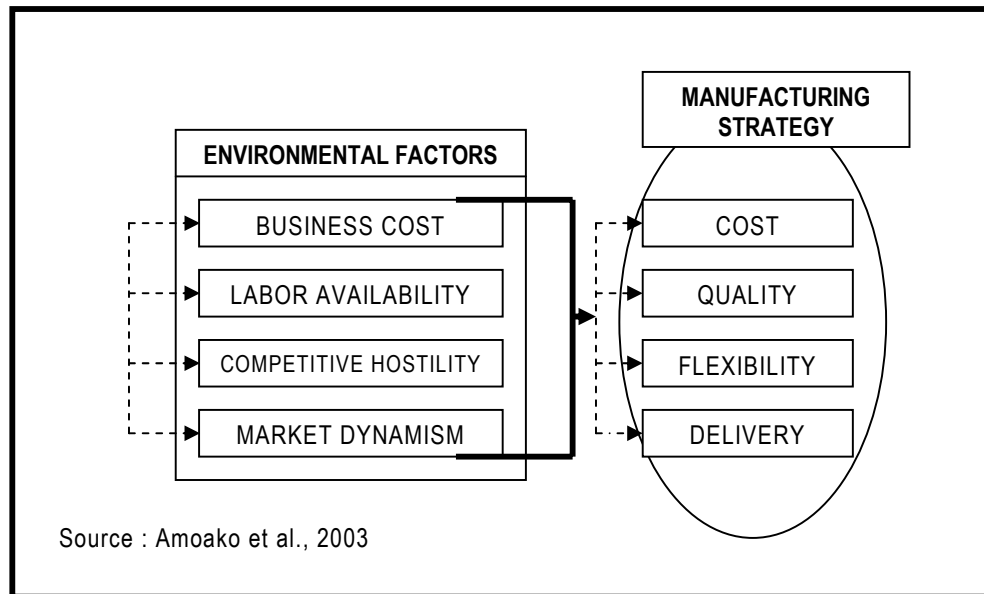 MANUFACTURING
STRATEGY
ENVIRONMENTAL FACTORS
BUSINESS COST
LABOR AVAILABILITY
COMPETITIVE HOSTILITY
MARKET DYNAMISM
COST
QUALITY
FLEXIBILITY
DELIVERY
Source : Amoako et al., 2003